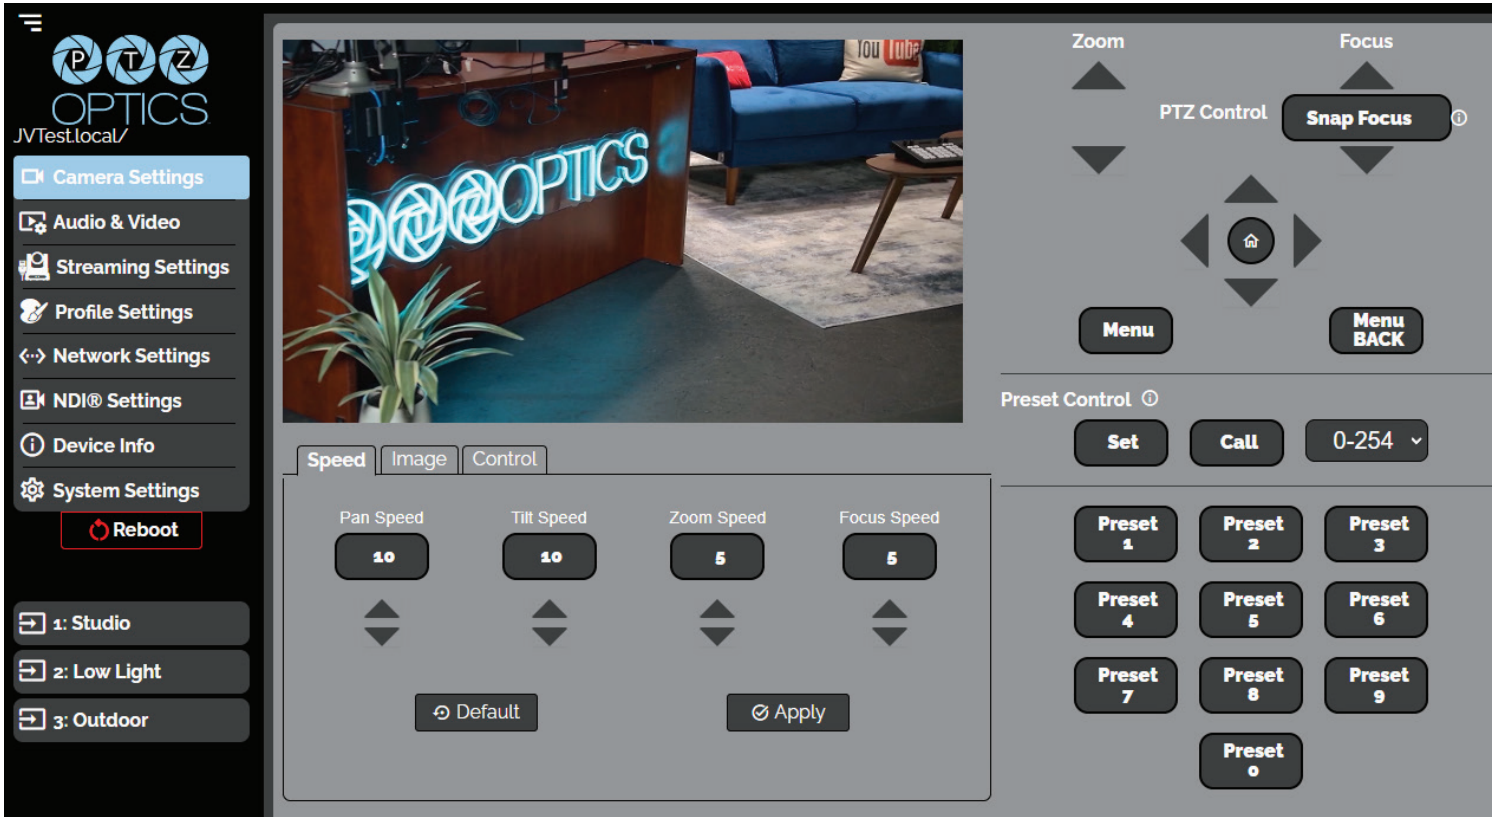 P T Z
OPTICS
JVTest.local/
Camera Settings
Audio & Video
Streaming Settings
Profile Settings
Network Settings
NDI® Settings
Device Info
System Settings
Reboot
1: Studio
2: Low Light
3: Outdoor
You Tube
PTZOPTICS
Speed Image Control
Pan Speed Tilt Speed Zoom Speed Focus Speed
10 10 5 5
Default Apply
Zoom Focus
PTZ Control Snap Focus
Menu Menu
BACK
Preset Control
Set Call 0-254
Preset Preset Preset
1 2 3
Preset Preset Preset
4 5 6
Preset Preset Preset
7 8 9
Preset
0